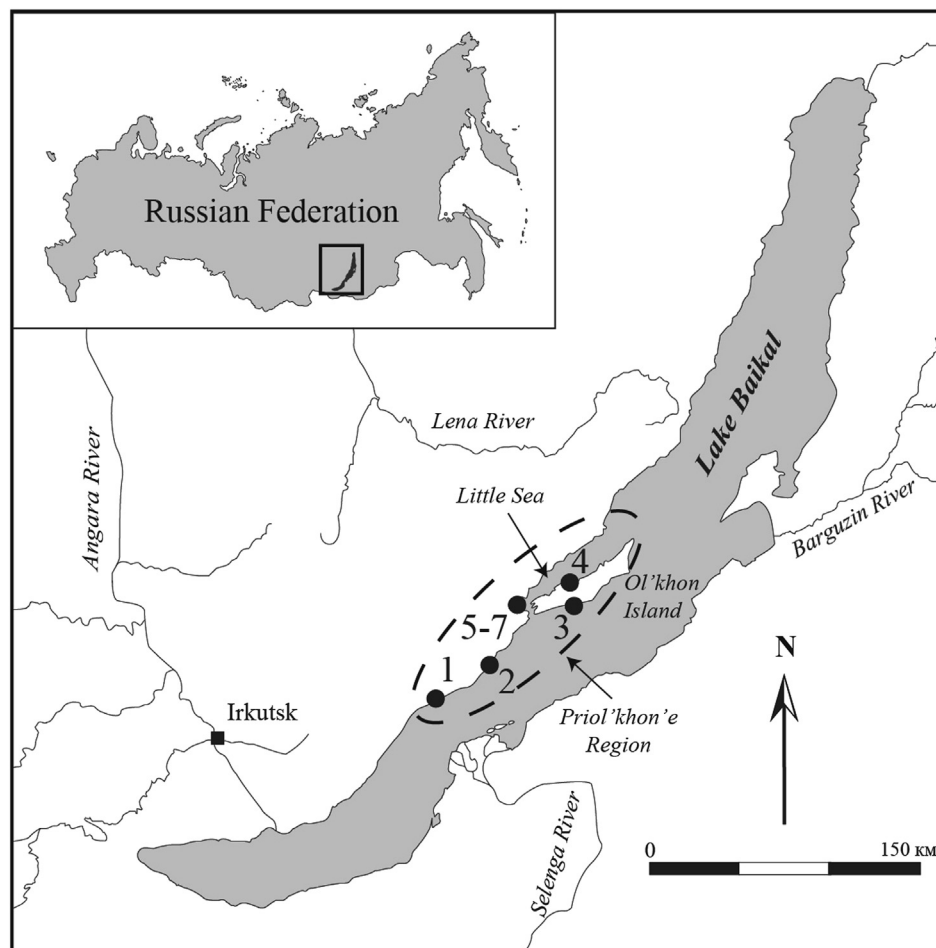 Russian Federation
Lake Baikal
Lena River
Angara River
Little Sea
Barguzin River
4
Ol’khon
Island
5-7
3
1
2
N
Irkutsk
Priol’khon’e
Region
Selenga River
0
150 км